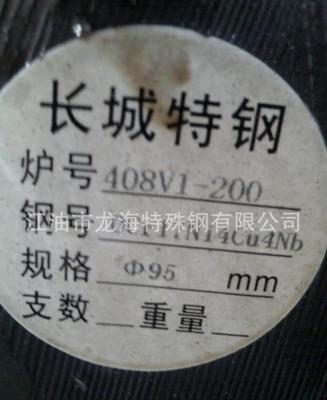 长城特钢
炉号 408V1-200
江油市龙海特殊钢有限公司
钢号 Ni4Cu4Nb
规格 Φ95 mm
支数 重量